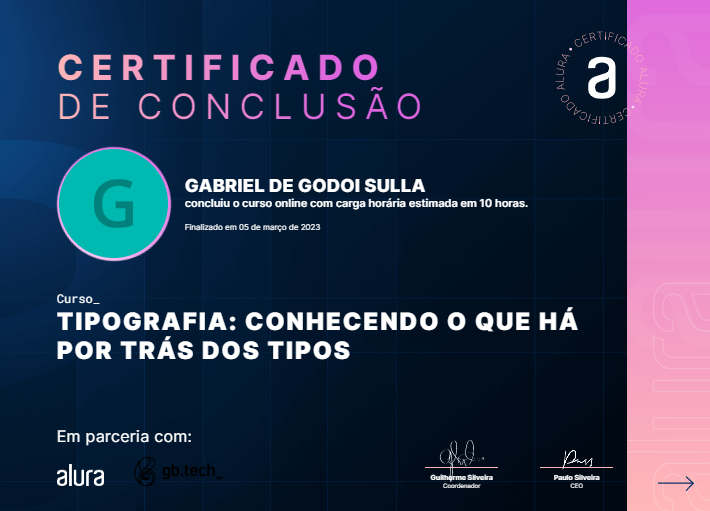 CERTIFICADO
DE CONCLUSÃO
CERTIFICADO ALURA • CERTIFICADO ALURA •
a
G
GABRIEL DE GODOI SULLA
concluiu o curso online com carga horária estimada em 10 horas.
Finalizado em 05 de março de 2023
Curso_
TIPOGRAFIA: CONHECENDO O QUE HÁ
POR TRÁS DOS TIPOS
Em parceria com:
alura
gb.tech_
Guilherme Silveira
Coordenador
Paulo Silveira
CEO
alura